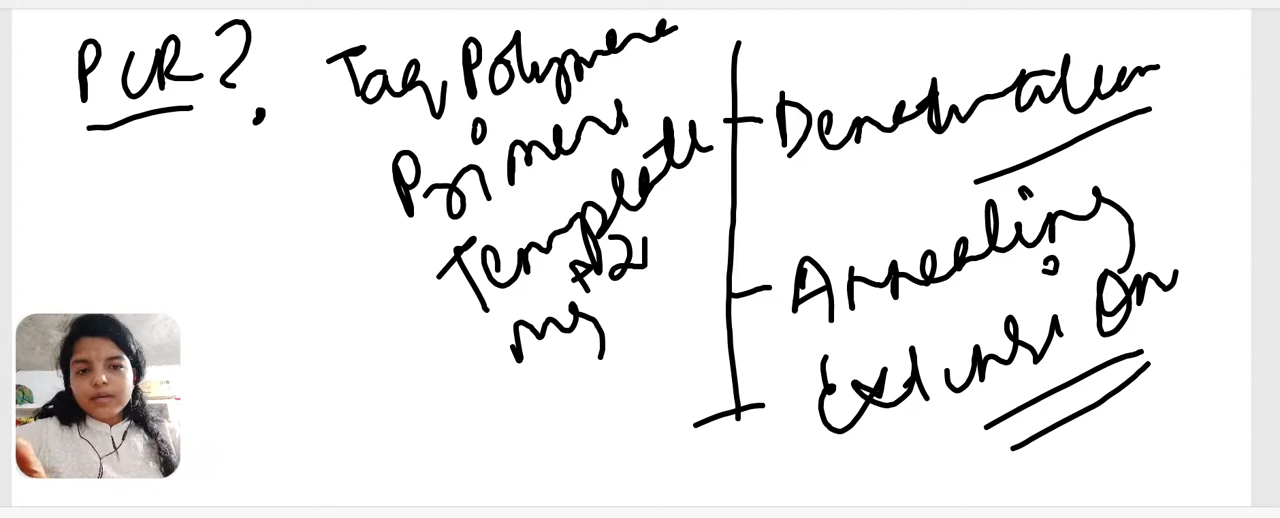 PCR?
Taq Polymerase
Primers
Template
Mg +2
Denaturation
Annealing
Extension